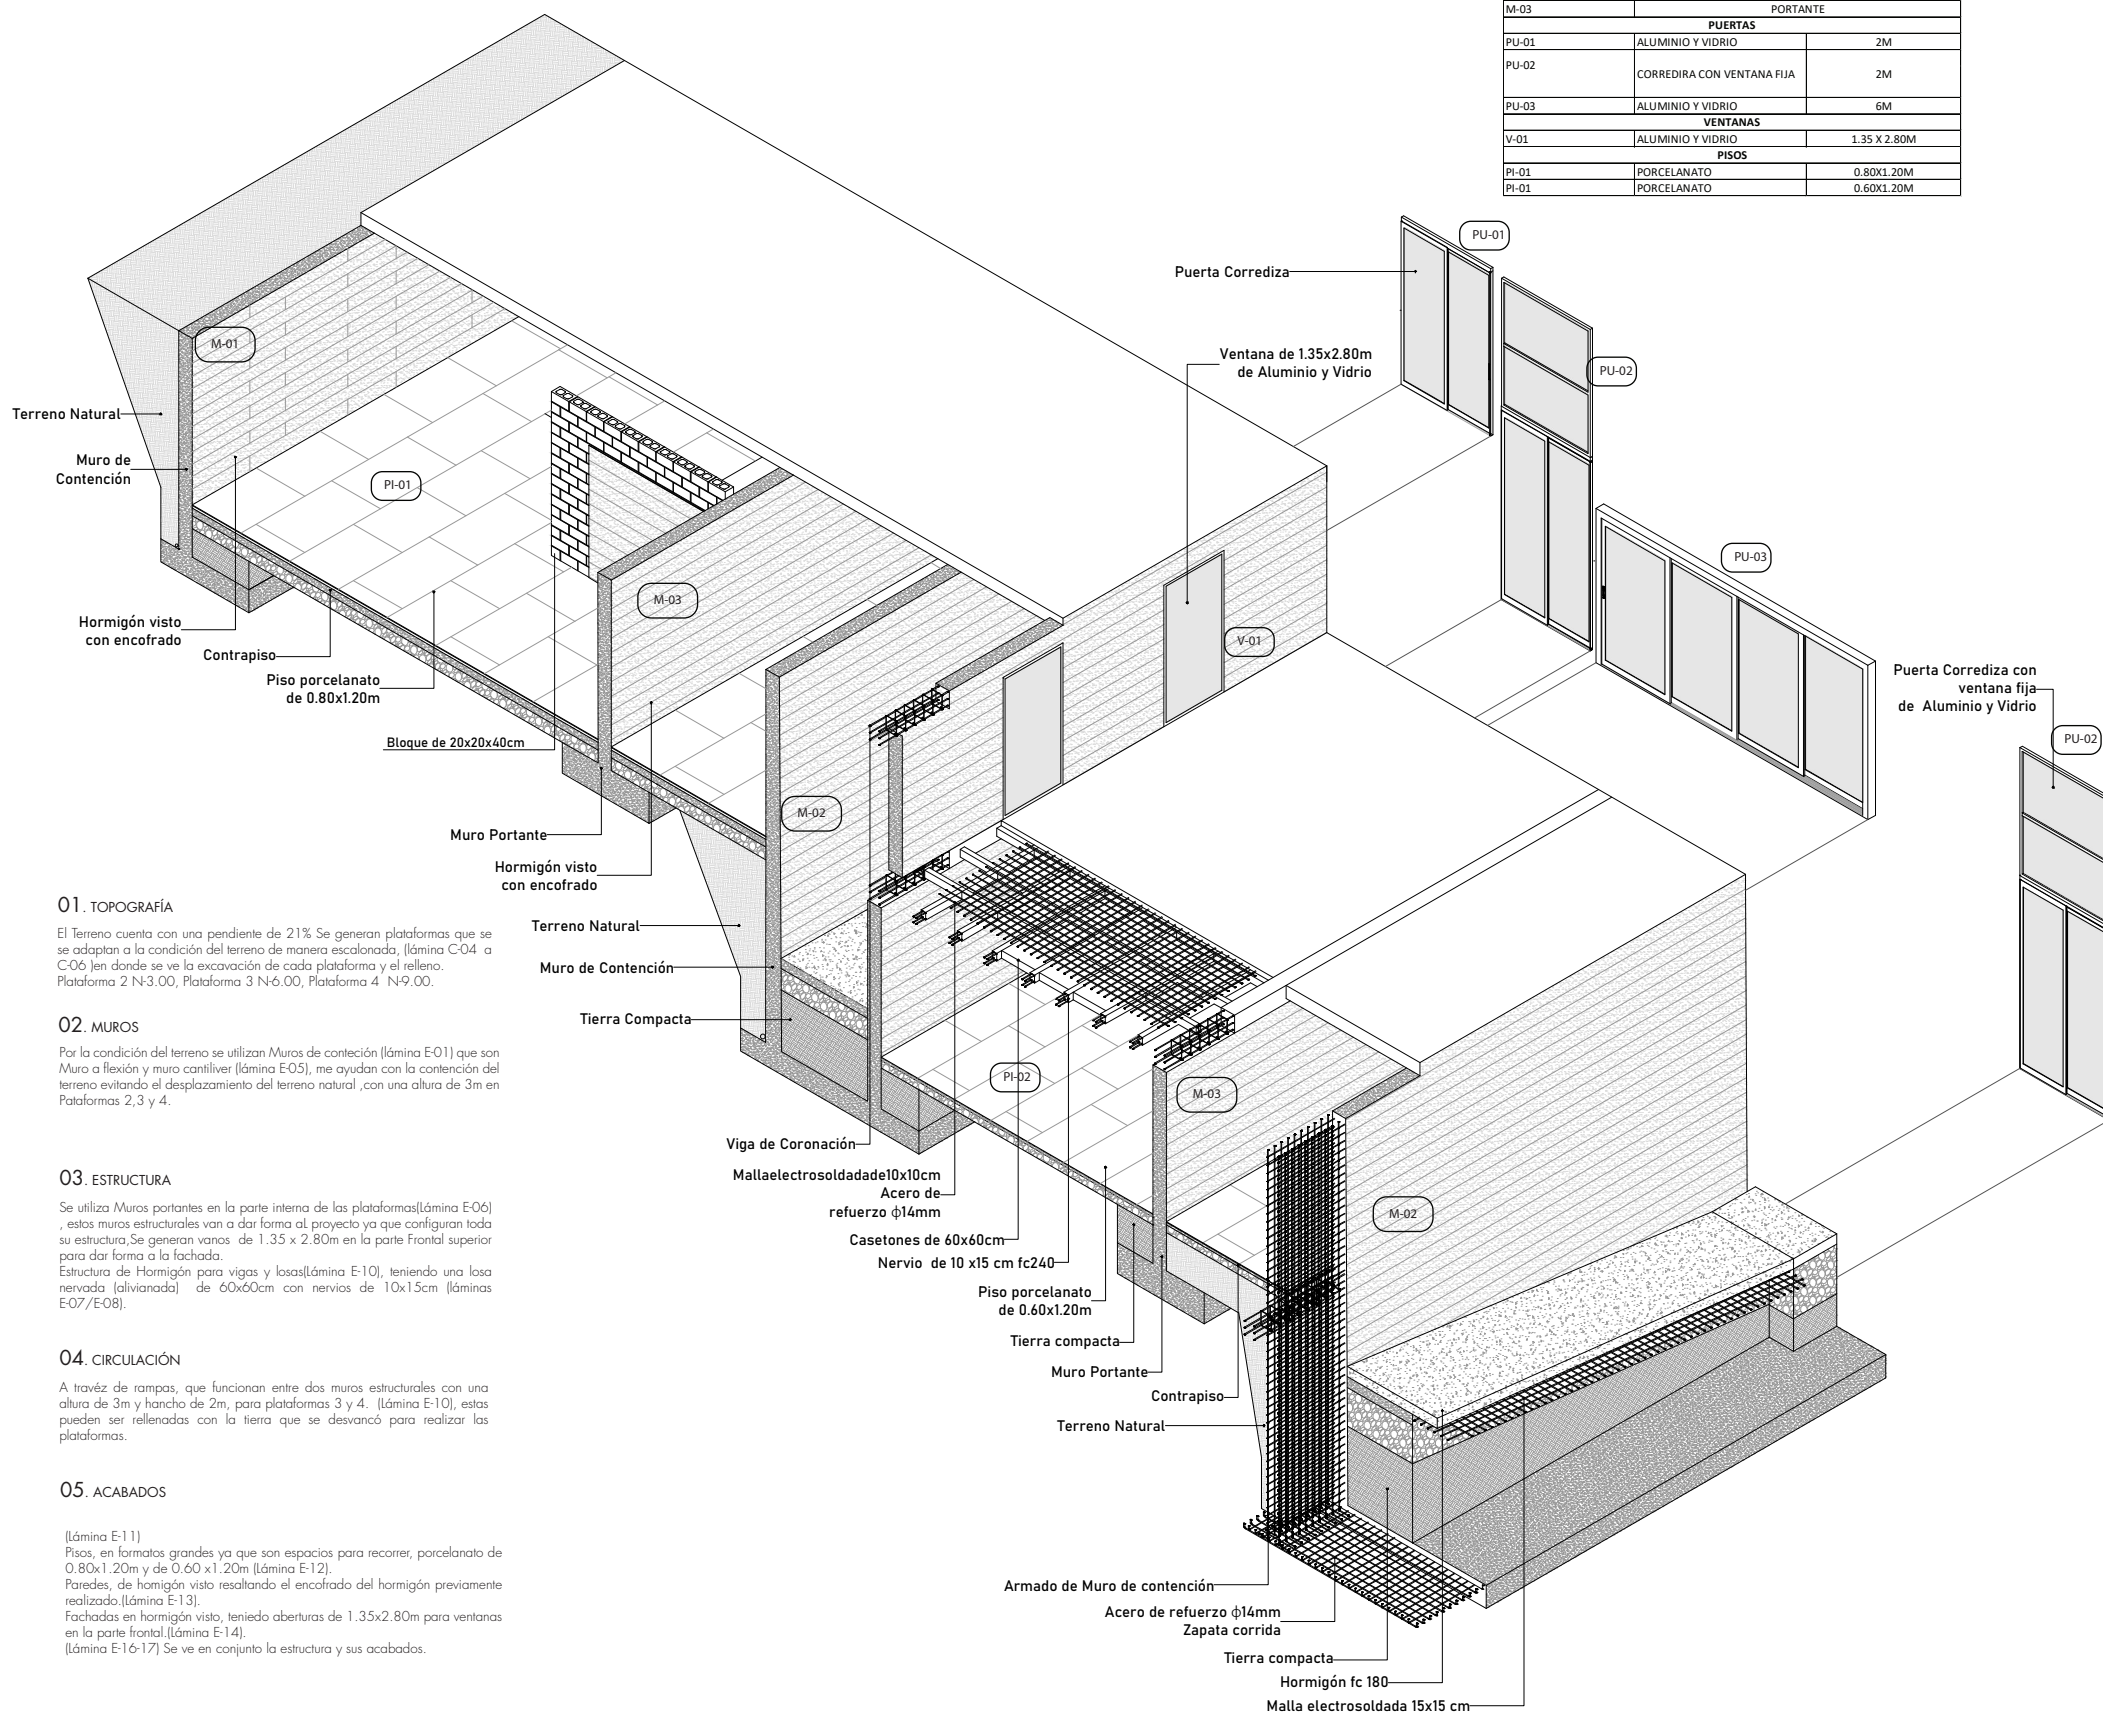 M-03 PORTANTE
PUERTAS
PU-01 ALUMINIO Y VIDRIO 2M
PU-02 CORREDIRA CON VENTANA FIJA 2M
PU-03 ALUMINIO Y VIDRIO 6M
VENTANAS
V-01 ALUMINIO Y VIDRIO 1.35 X 2.80M
PISOS
PI-01 PORCELANATO 0.80X1.20M
PI-01 PORCELANATO 0.60X1.20M
PU-01
Puerta Corrediza
Ventana de 1.35x2.80m
de Aluminio y Vidrio
PU-02
M-01
Terreno Natural
Muro de
Contención
PI-01
PU-03
M-03
Hormigón visto
con encofrado
Contrapiso
V-01
Piso porcelanato
de 0.80x1.20m
Puerta Corrediza con
ventana fija
de Aluminio y Vidrio
PU-02
Bloque de 20x20x40cm
M-02
Muro Portante
Hormigón visto
con encofrado
Terreno Natural
Muro de Contención
Tierra Compacta
PI-02
M-03
Viga de Coronación
Mallaelectrosoldadade10x10cm
Acero de
refuerzo ϕ14mm
M-02
Casetones de 60x60cm
Nervio de 10 x15 cm fc240
Piso porcelanato
de 0.60x1.20m
Tierra compacta
Muro Portante
Contrapiso
Terreno Natural
Armado de Muro de contención
Acero de refuerzo ϕ14mm
Zapata corrida
Tierra compacta
Hormigón fc 180
Malla electrosoldada 15x15 cm
01. TOPOGRAFÍA
El Terreno cuenta con una pendiente de 21% Se generan plataformas que se
se adaptan a la condición del terreno de manera escalonada, (lámina C-04 a
C-06 )en donde se ve la excavación de cada plataforma y el relleno.
Plataforma 2 N-3.00, Plataforma 3 N-6.00, Plataforma 4 N-9.00.
02. MUROS
Por la condición del terreno se utilizan Muros de conteción (lámina E-01) que son
Muro a flexión y muro cantiliver (lámina E-05), me ayudan con la contención del
terreno evitando el desplazamiento del terreno natural ,con una altura de 3m en
Pataformas 2,3 y 4.
03. ESTRUCTURA
Se utiliza Muros portantes en la parte interna de las plataformas(Lámina E-06)
, estos muros estructurales van a dar forma aL proyecto ya que configuran toda
su estructura,Se generan vanos de 1.35 x 2.80m en la parte Frontal superior
para dar forma a la fachada.
Estructura de Hormigón para vigas y losas(Lámina E-10), teniendo una losa
nervada (alivianada) de 60x60cm con nervios de 10x15cm (láminas
E-07/E-08).
04. CIRCULACIÓN
A travéz de rampas, que funcionan entre dos muros estructurales con una
altura de 3m y hancho de 2m, para plataformas 3 y 4. (Lámina E-10), estas
pueden ser rellenadas con la tierra que se desvancó para realizar las
plataformas.
05. ACABADOS
(Lámina E-11)
Pisos, en formatos grandes ya que son espacios para recorrer, porcelanato de
0.80x1.20m y de 0.60 x1.20m (Lámina E-12).
Paredes, de homigón visto resaltando el encofrado del hormigón previamente
realizado.(Lámina E-13).
Fachadas en hormigón visto, teniedo aberturas de 1.35x2.80m para ventanas
en la parte frontal.(Lámina E-14).
(Lámina E-16-17) Se ve en conjunto la estructura y sus acabados.